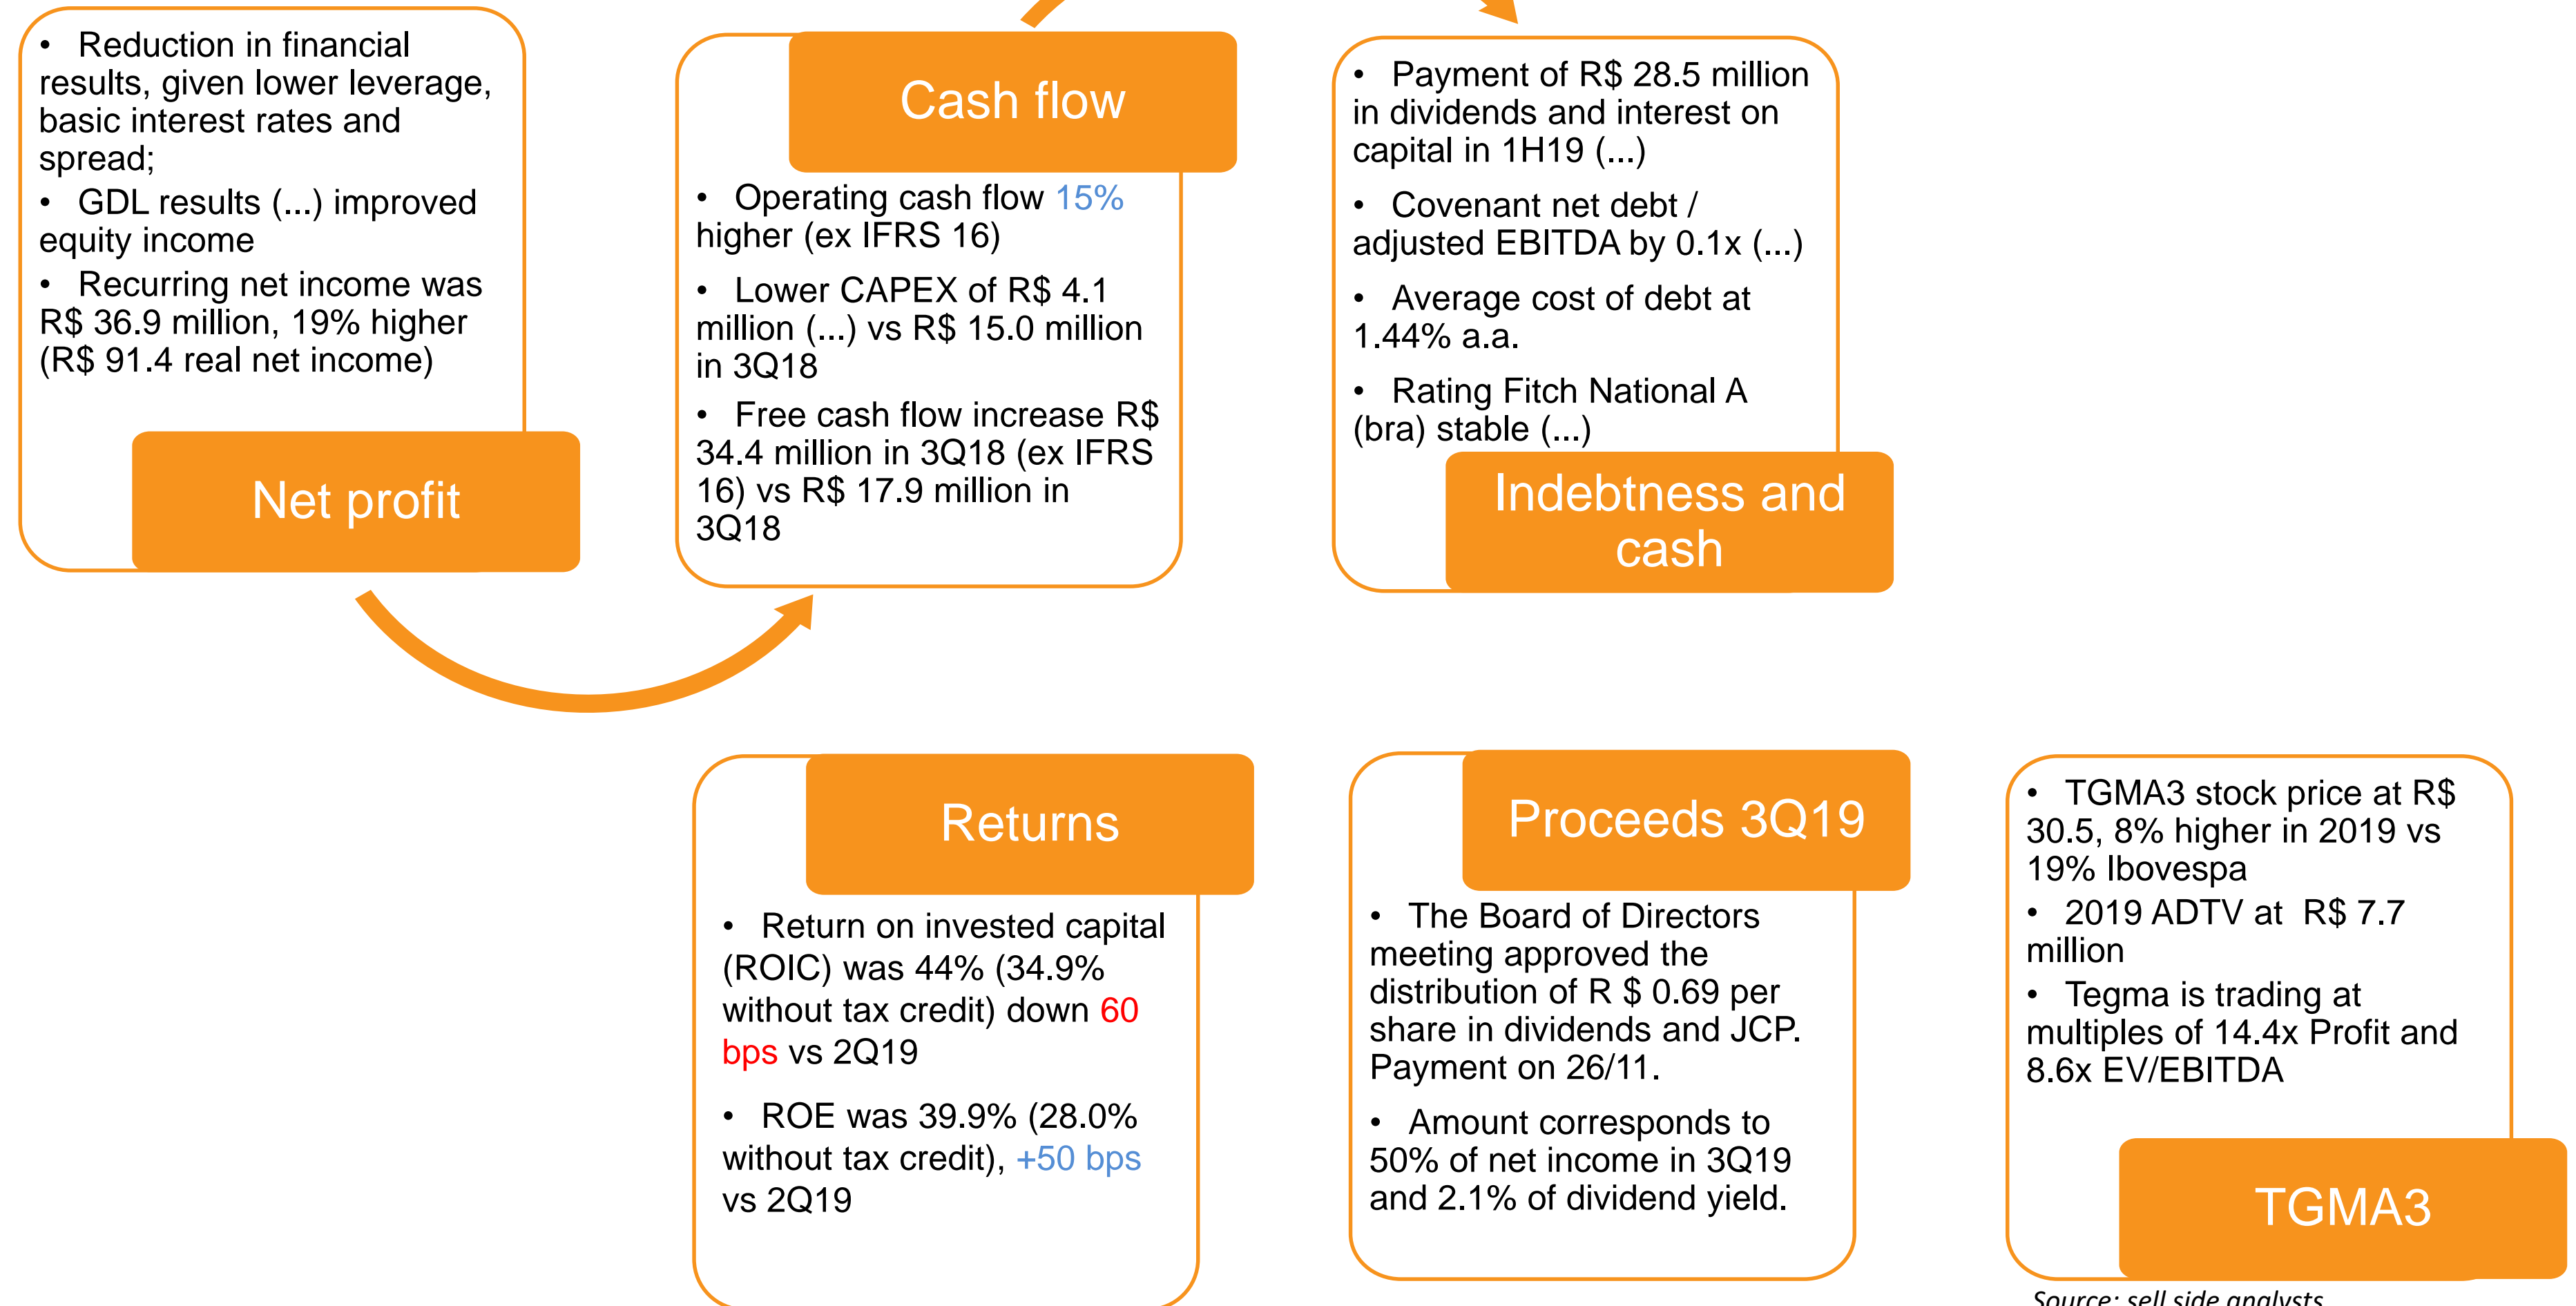 • Reduction in financial
results, given lower leverage,
basic interest rates and
spread;
• GDL results (...) improved
equity income
• Recurring net income was
R$ 36.9 million, 19% higher
(R$ 91.4 real net income)
Net profit
Cash flow
• Operating cash flow 15%
higher (ex IFRS 16)
• Lower CAPEX of R$ 4.1
million (...) vs R$ 15.0 million
in 3Q18
• Free cash flow increase R$
34.4 million in 3Q18 (ex IFRS
16) vs R$ 17.9 million in
3Q18
• Payment of R$ 28.5 million
in dividends and interest on
capital in 1H19 (...)
• Covenant net debt /
adjusted EBITDA by 0.1x (...)
• Average cost of debt at
1.44% a.a.
• Rating Fitch National A
(bra) stable (...)
Indebtness and
cash
Returns
• Return on invested capital
(ROIC) was 44% (34.9%
without tax credit) down 60
bps vs 2Q19
• ROE was 39.9% (28.0%
without tax credit), +50 bps
vs 2Q19
Proceeds 3Q19
• The Board of Directors
meeting approved the
distribution of R $ 0.69 per
share in dividends and JCP.
Payment on 26/11.
• Amount corresponds to
50% of net income in 3Q19
and 2.1% of dividend yield.
• TGMA3 stock price at R$
30.5, 8% higher in 2019 vs
19% Ibovespa
• 2019 ADTV at R$ 7.7
million
• Tegma is trading at
multiples of 14.4x Profit and
8.6x EV/EBITDA
TGMA3
Source: sell side analysts